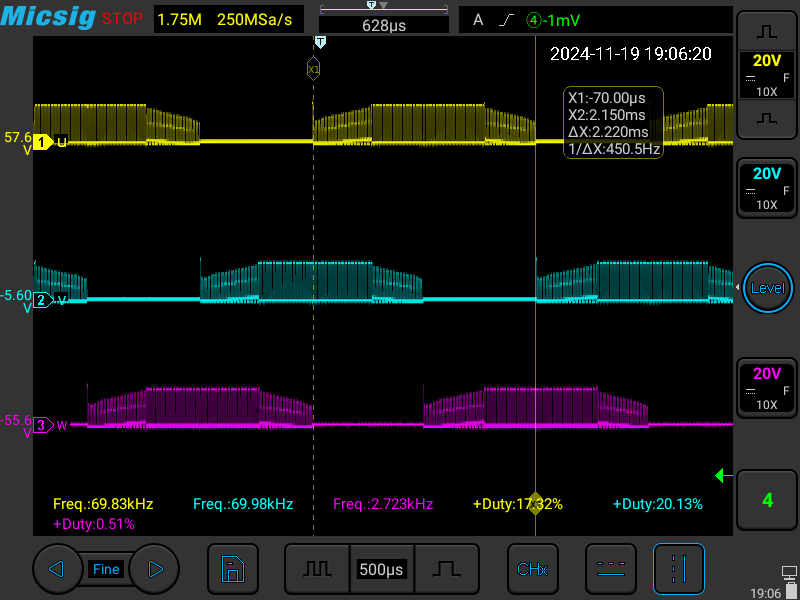 Micsig STOP 1.75M 250MSa/s 628µs A ④-1mV
T
T
2024-11-19 19:06:20
X1
X1:-70.00µs
X2:2.150ms
ΔX:2.220ms
1/ΔX:450.5Hz
57.6
V
1 U
20V
F
10X
20V
F
10X
-5.60
V
2 V
Level
20V
F
10X
-55.6
V
3 W
4
Freq.:69.83kHz Freq.:69.98kHz Freq.:2.723kHz +Duty:17.32% +Duty:20.13%
+Duty:0.51%
Fine 500µs CHx
19:06